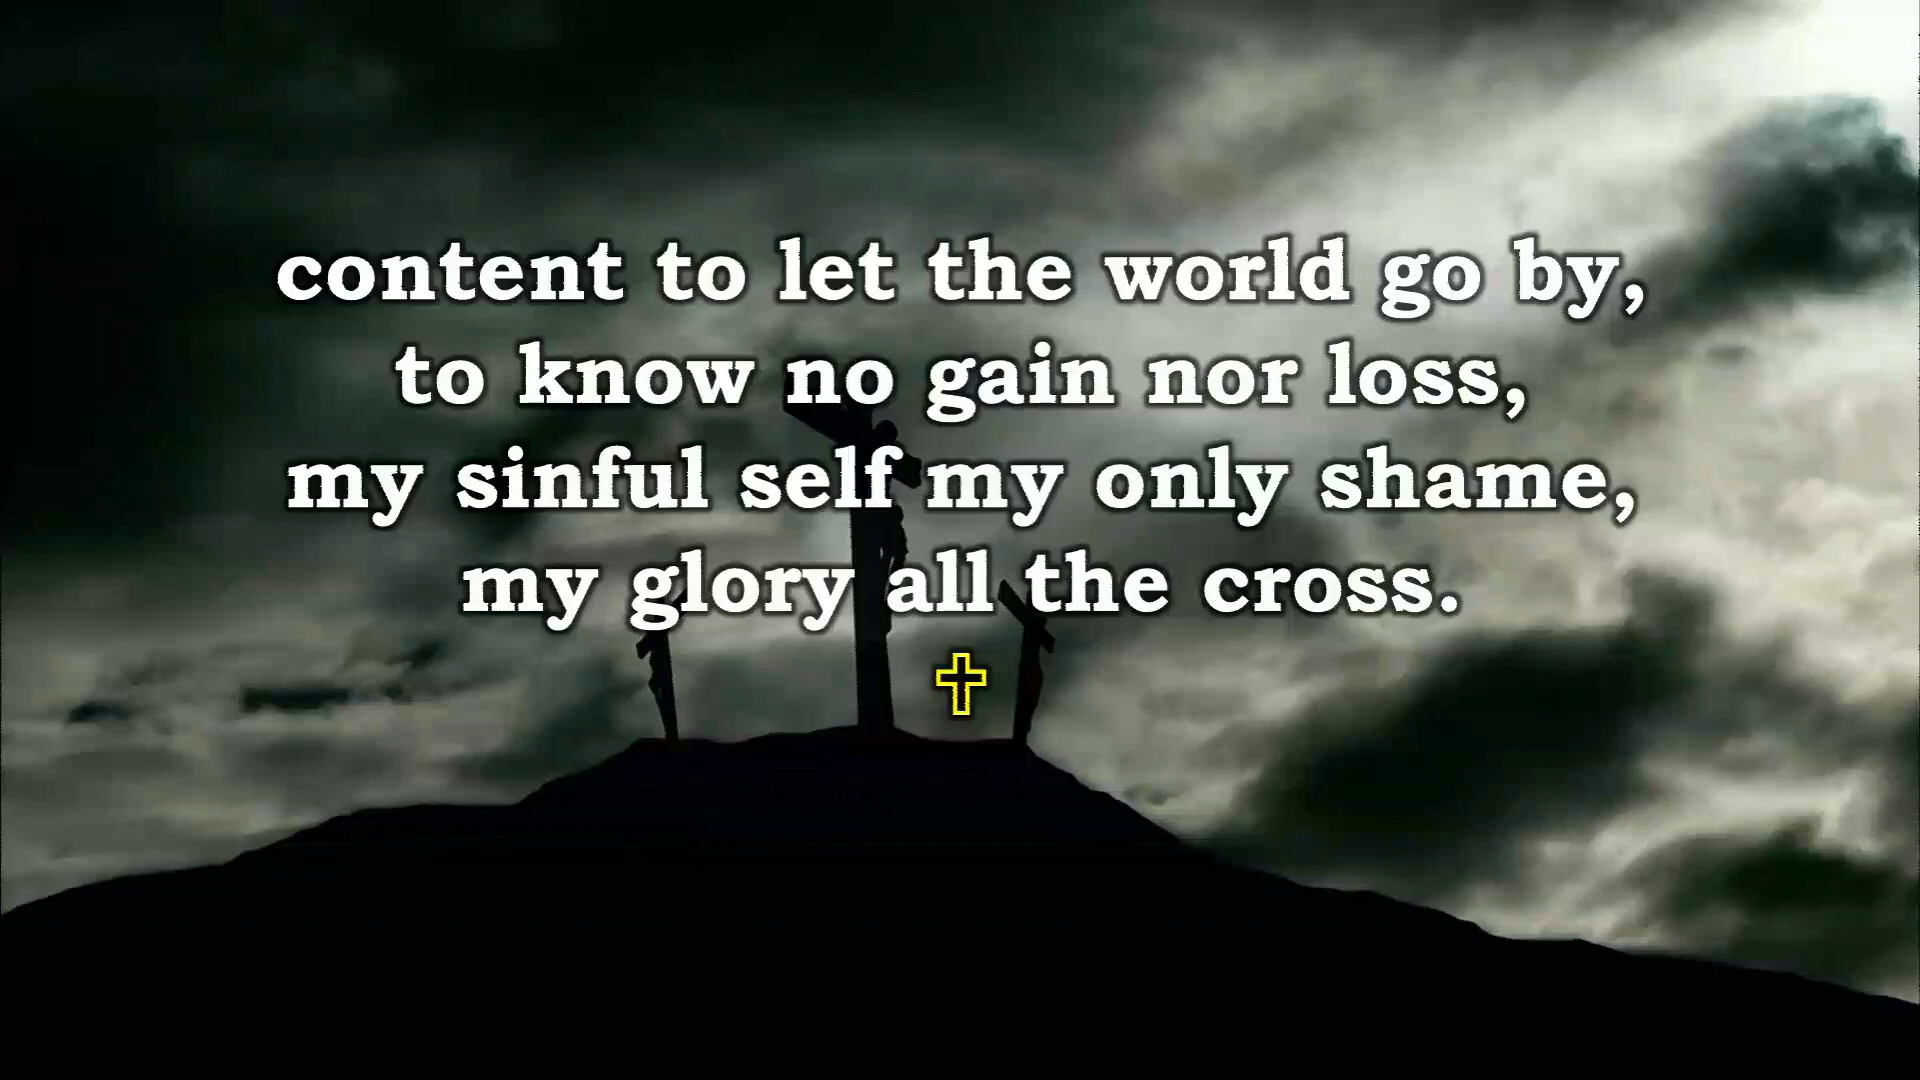 content to let the world go by,
to know no gain nor loss,
my sinful self my only shame,
my glory all the cross.